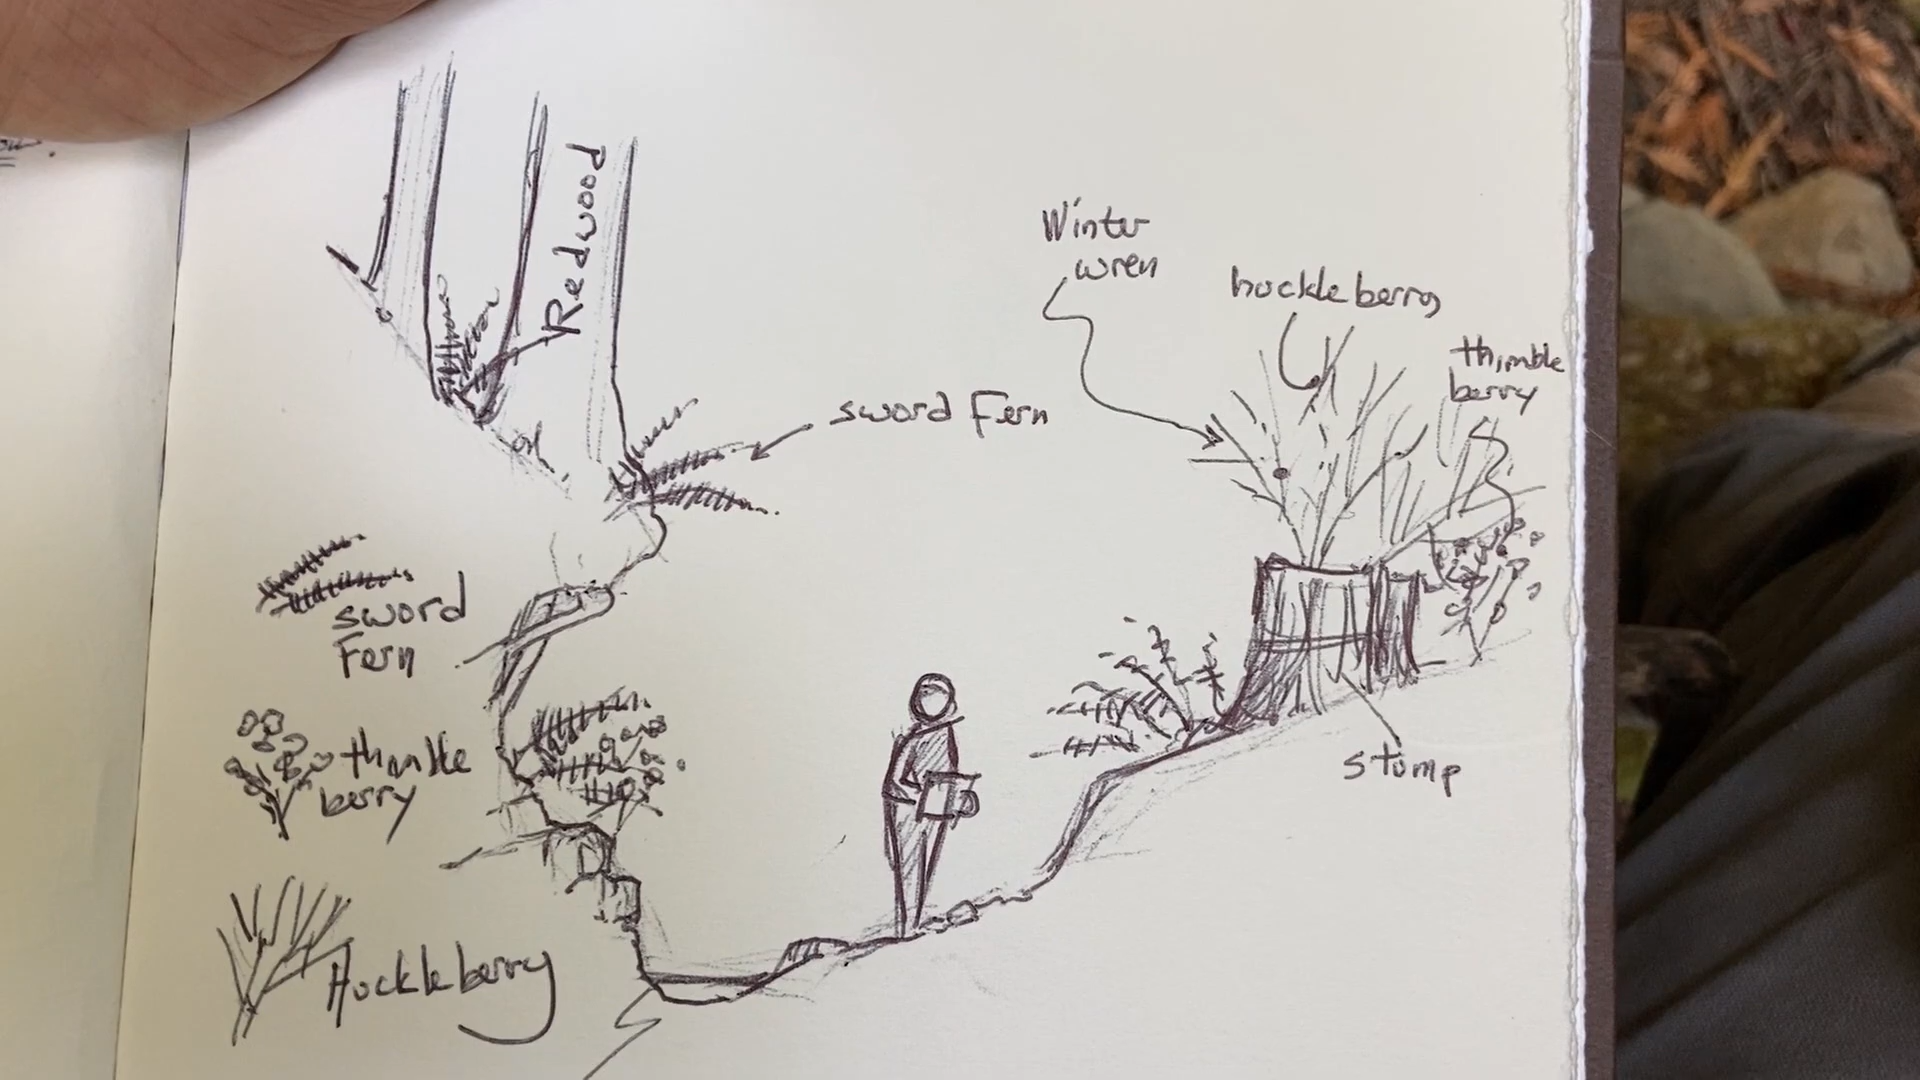 Redwood
Winter
wren
huckleberry
thimble
berry
sword Fern
sword
Fern
thimble
berry
stump
Huckleberry